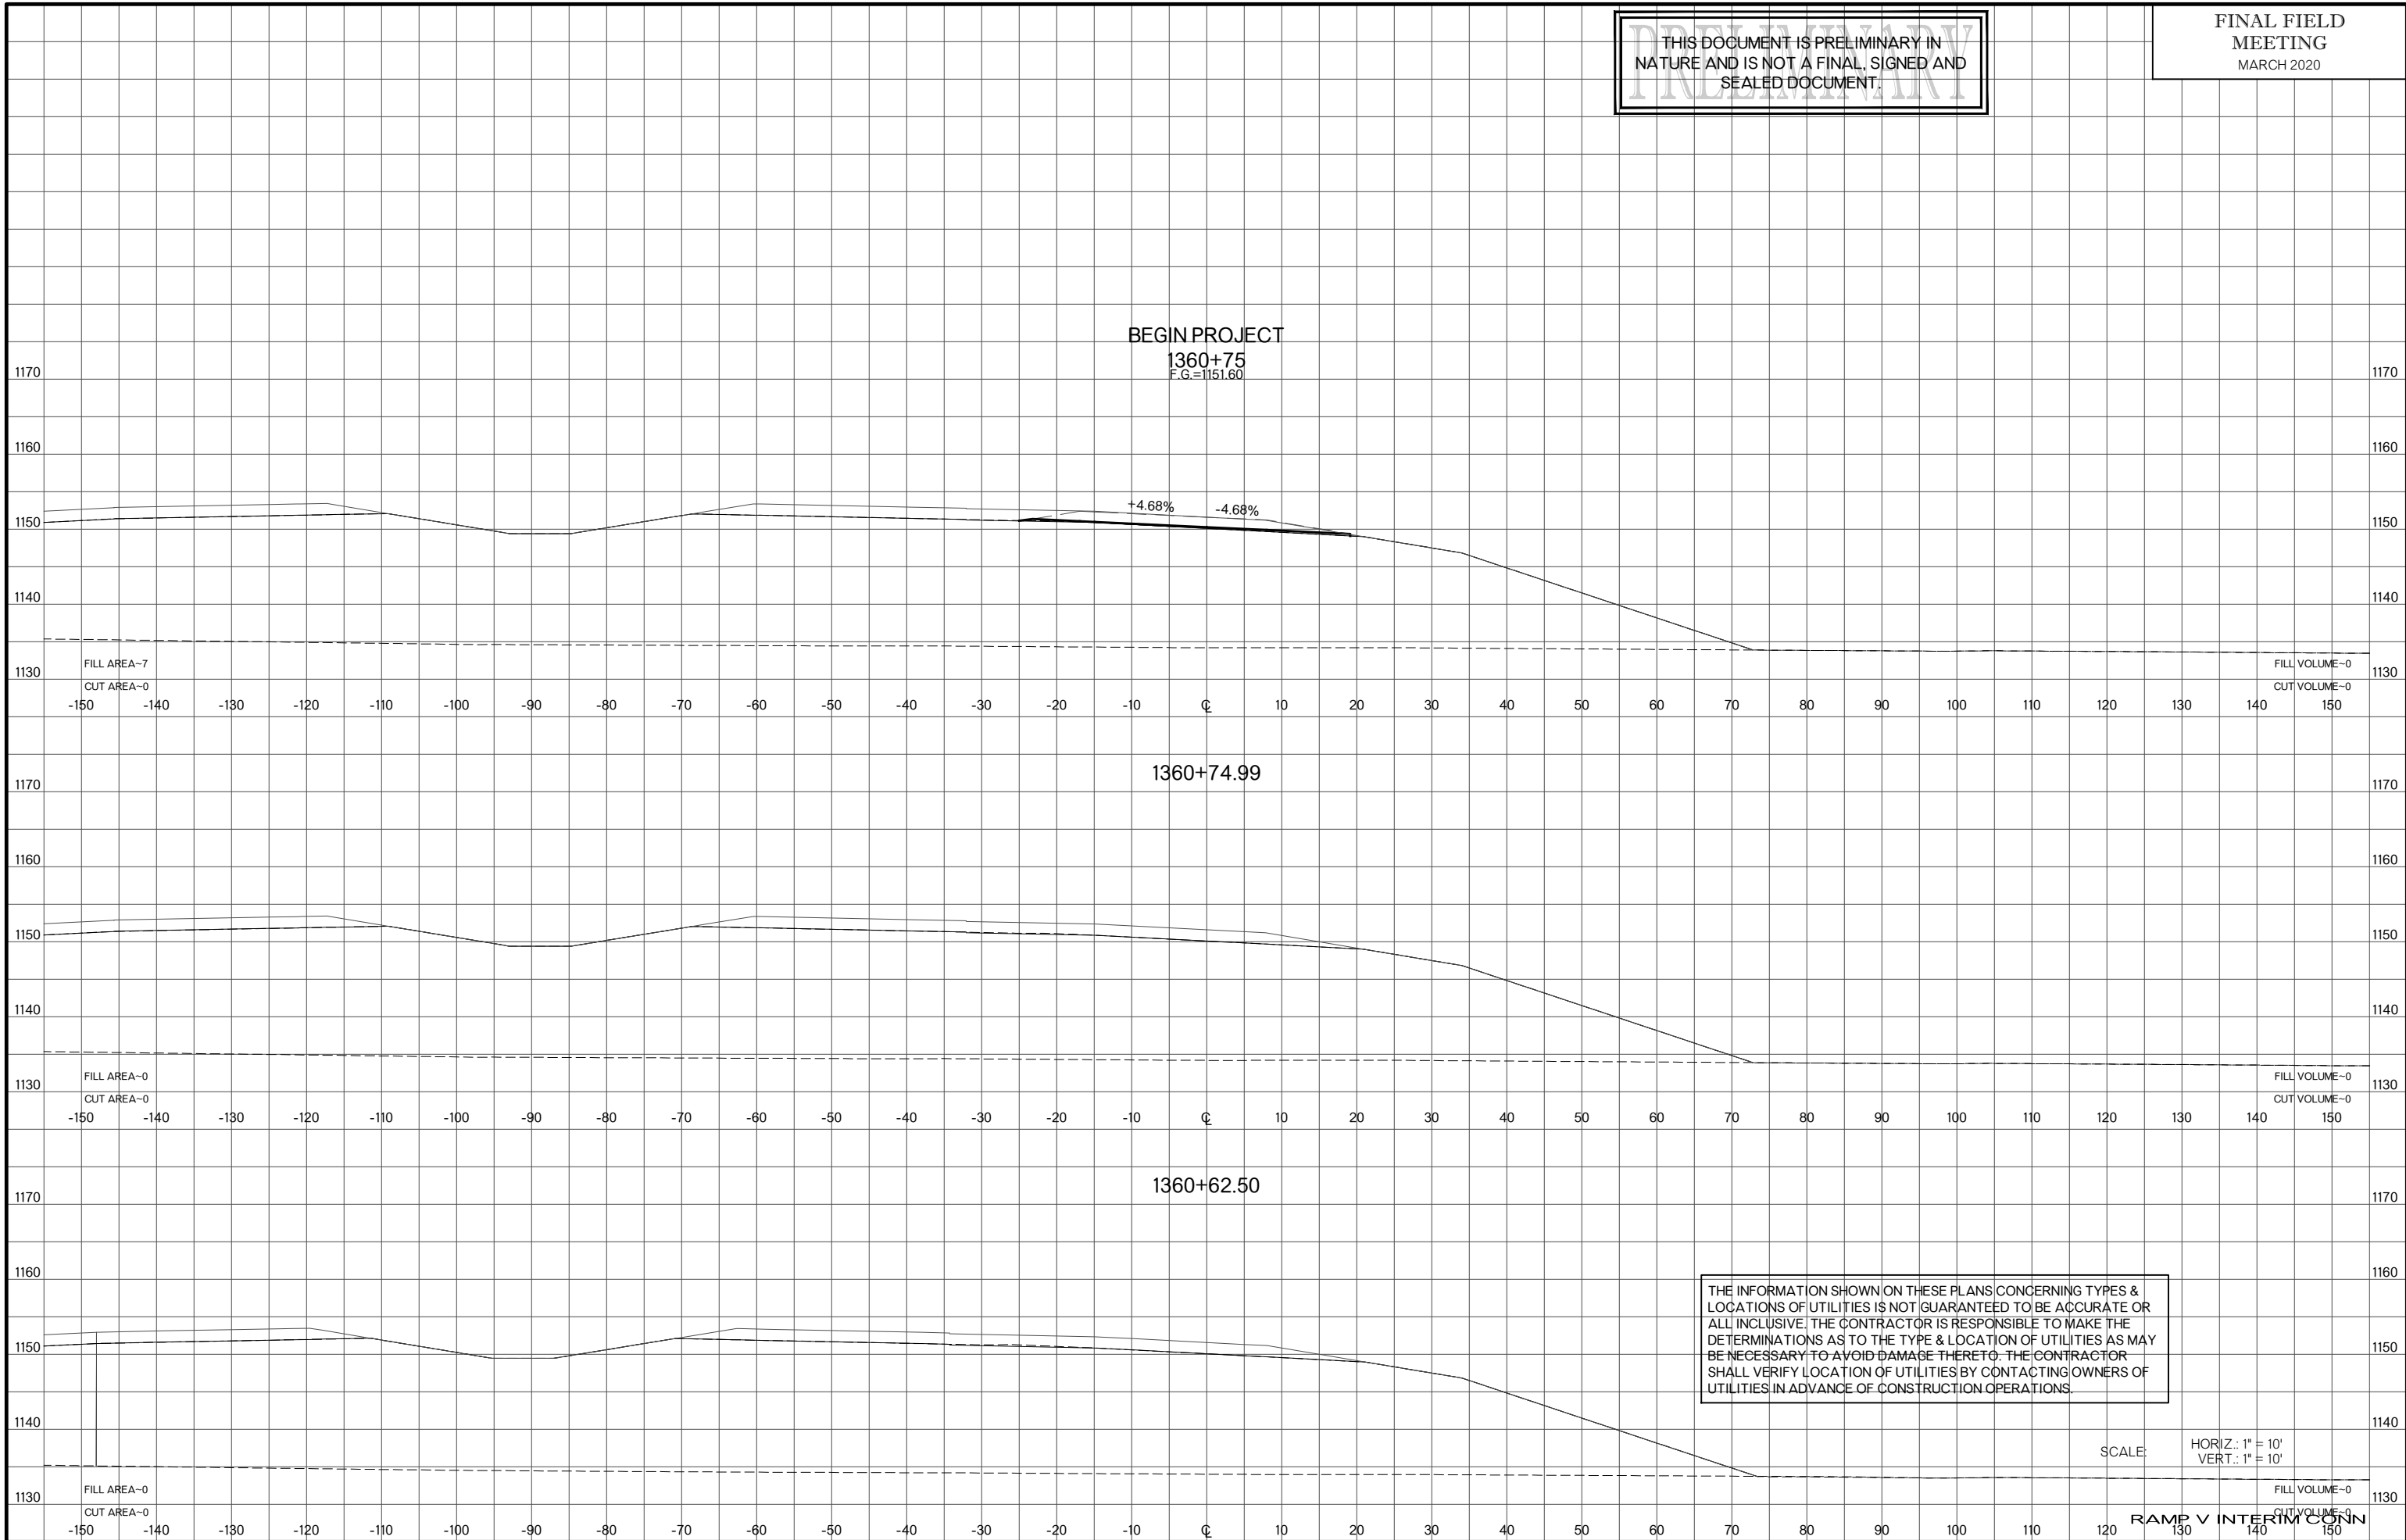 PRELIMINARY
THIS DOCUMENT IS PRELIMINARY IN
NATURE AND IS NOT A FINAL, SIGNED AND
SEALED DOCUMENT.
FINAL FIELD
MEETING
MARCH 2020
BEGIN PROJECT
1360+75
F.G.=1151.60
1170 1170
1160 1160
+4.68% -4.68%
1150 1150
1140 1140
FILL AREA~7 FILL VOLUME~0
1130 1130
CUT AREA~0 CUT VOLUME~0
-150 -140 -130 -120 -110 -100 -90 -80 -70 -60 -50 -40 -30 -20 -10 ℄ 10 20 30 40 50 60 70 80 90 100 110 120 130 140 150
1360+74.99
1170 1170
1160 1160
1150 1150
1140 1140
FILL AREA~0 FILL VOLUME~0
1130 1130
CUT AREA~0 CUT VOLUME~0
-150 -140 -130 -120 -110 -100 -90 -80 -70 -60 -50 -40 -30 -20 -10 ℄ 10 20 30 40 50 60 70 80 90 100 110 120 130 140 150
1360+62.50
1170 1170
1160 1160
THE INFORMATION SHOWN ON THESE PLANS CONCERNING TYPES &
LOCATIONS OF UTILITIES IS NOT GUARANTEED TO BE ACCURATE OR
ALL INCLUSIVE. THE CONTRACTOR IS RESPONSIBLE TO MAKE THE
DETERMINATIONS AS TO THE TYPE & LOCATION OF UTILITIES AS MAY
BE NECESSARY TO AVOID DAMAGE THERETO. THE CONTRACTOR
SHALL VERIFY LOCATION OF UTILITIES BY CONTACTING OWNERS OF
UTILITIES IN ADVANCE OF CONSTRUCTION OPERATIONS.
1150 1150
1140 1140
SCALE: HORIZ.: 1" = 10'
VERT.: 1" = 10'
FILL AREA~0 FILL VOLUME~0
1130 1130
CUT AREA~0 CUT VOLUME~0
RAMP V INTERIM CONN
-150 -140 -130 -120 -110 -100 -90 -80 -70 -60 -50 -40 -30 -20 -10 ℄ 10 20 30 40 50 60 70 80 90 100 110 120 130 140 150